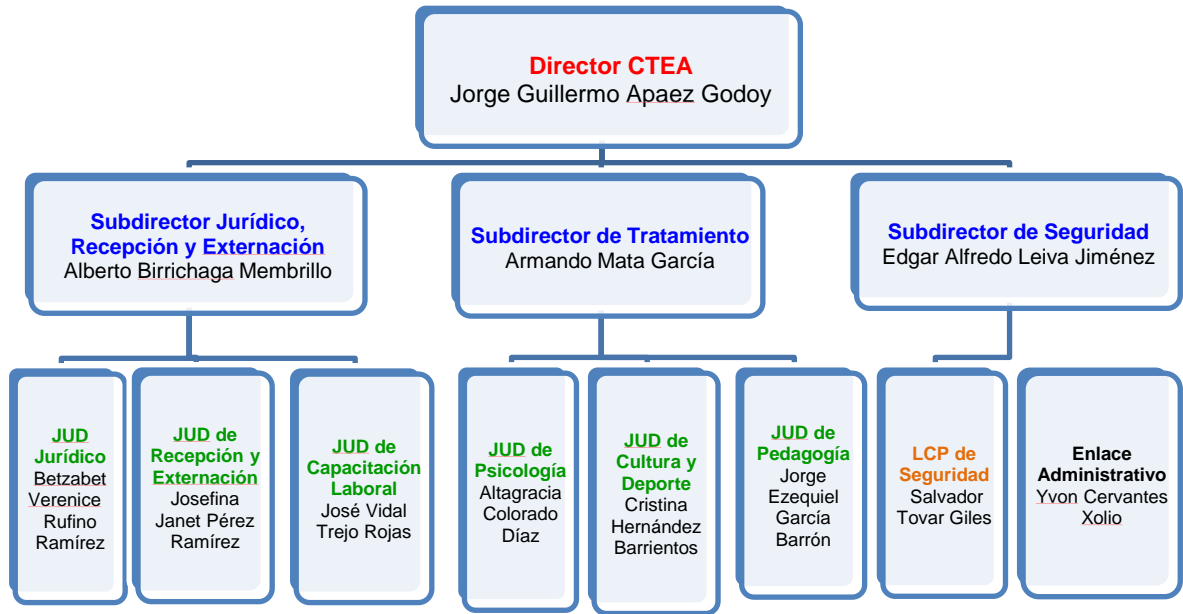 Director CTEA
Jorge Guillermo Apaez Godoy
Subdirector Jurídico,
Recepción y Externación
Alberto Birrichaga Membrillo
Subdirector de Tratamiento
Armando Mata García
Subdirector de Seguridad
Edgar Alfredo Leiva Jiménez
JUD
Jurídico
Betzabet
Verenice
Rufino
Ramírez
JUD de
Recepción y
Externación
Josefina
Janet Pérez
Ramírez
JUD de
Capacitación
Laboral
José Vidal
Trejo Rojas
JUD de
Psicología
Altagracia
Colorado
Díaz
JUD de
Cultura y
Deporte
Cristina
Hernández
Barrientos
JUD de
Pedagogía
Jorge
Ezequiel
García
Barrón
LCP de
Seguridad
Salvador
Tovar Giles
Enlace
Administrativo
Yvon Cervantes
Xolio